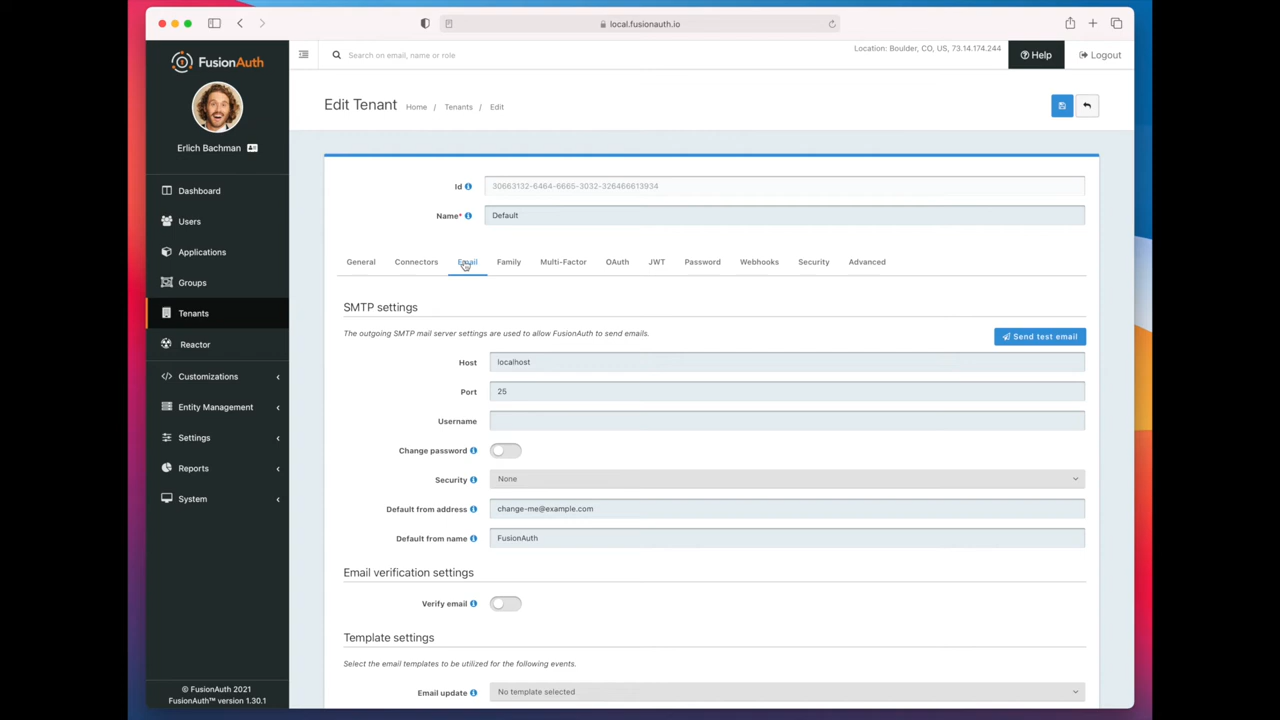 local.fusionauth.io
FusionAuth
Search on email, name or role
Location: Boulder, CO, US, 73.14.174.244
Help
Logout
Erlich Bachman
Dashboard
Users
Applications
Groups
Tenants
Reactor
Customizations
Entity Management
Settings
Reports
System
© FusionAuth 2021
FusionAuth™ version 1.30.1
Edit Tenant
Home / Tenants / Edit
Id 30663132-6464-6665-3032-326466613934
Name* Default
General Connectors Email Family Multi-Factor OAuth JWT Password Webhooks Security Advanced
SMTP settings
The outgoing SMTP mail server settings are used to allow FusionAuth to send emails.
Send test email
Host localhost
Port 25
Username
Change password
Security None
Default from address change-me@example.com
Default from name FusionAuth
Email verification settings
Verify email
Template settings
Select the email templates to be utilized for the following events.
Email update No template selected